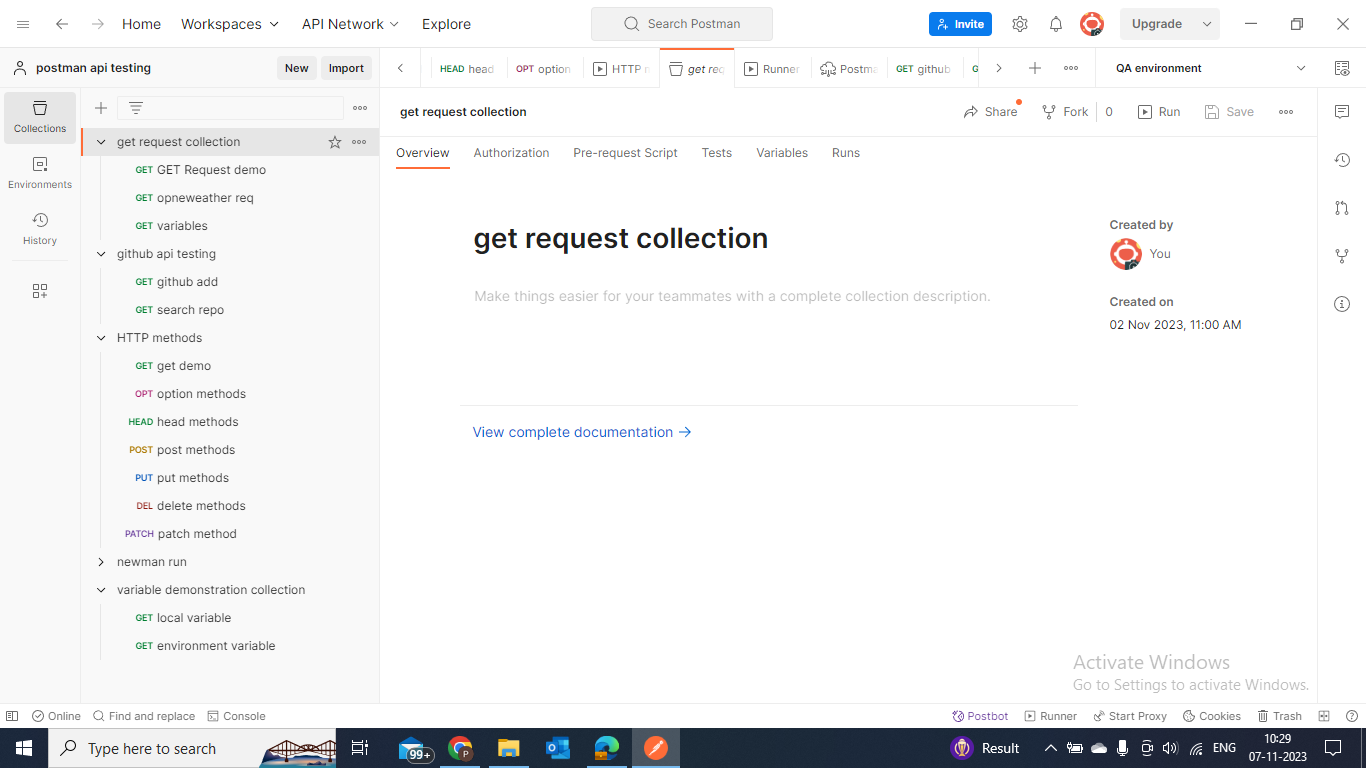 Home Workspaces API Network Explore Search Postman Invite Upgrade
postman api testing New Import HEAD head OPT option HTTP get req Runner Postma GET github QA environment
get request collection Share Fork 0 Run Save
Collections
Environments
History
get request collection
GET GET Request demo
GET opneweather req
GET variables
github api testing
GET github add
GET search repo
HTTP methods
GET get demo
OPT option methods
HEAD head methods
POST post methods
PUT put methods
DEL delete methods
PATCH patch method
newman run
variable demonstration collection
GET local variable
GET environment variable
Overview Authorization Pre-request Script Tests Variables Runs
get request collection
Make things easier for your teammates with a complete collection description.
View complete documentation →
Created by
You
Created on
02 Nov 2023, 11:00 AM
Activate Windows
Go to Settings to activate Windows.
Online Find and replace Console Postbot Runner Start Proxy Cookies Trash
Type here to search 99+ P Result ENG 10:29
07-11-2023